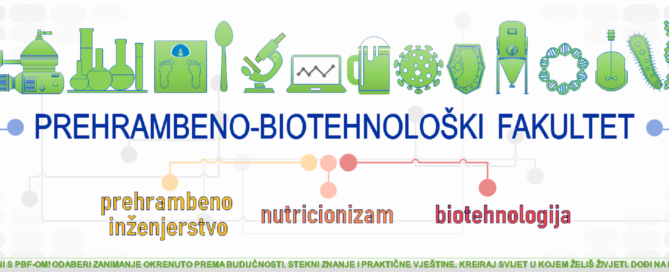 PREHRAMBENO-BIOTEHNOLOŠKI FAKULTET
prehrambeno
inženjerstvo
nutricionizam
biotehnologija
S PBF-OM! ODABERI ZANIMANJE OKRENUTO PREMA BUDUĆNOSTI. STEKNI ZNANJE I PRAKTIČNE VJEŠTINE. KREIRAJ SVIJET U KOJEM ŽELIŠ ŽIVJETI. DOĐI NA